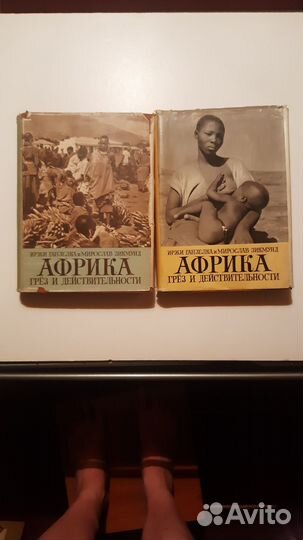 ИРЖИ ГАНЗЕЛКА и МИРОСЛАВ ЗИКМУНД
АФРИКА
ГРЁЗ И ДЕЙСТВИТЕЛЬНОСТИ
ИРЖИ ГАНЗЕЛКА и МИРОСЛАВ ЗИКМУНД
АФРИКА
ГРЁЗ И ДЕЙСТВИТЕЛЬНОСТИ
Avito